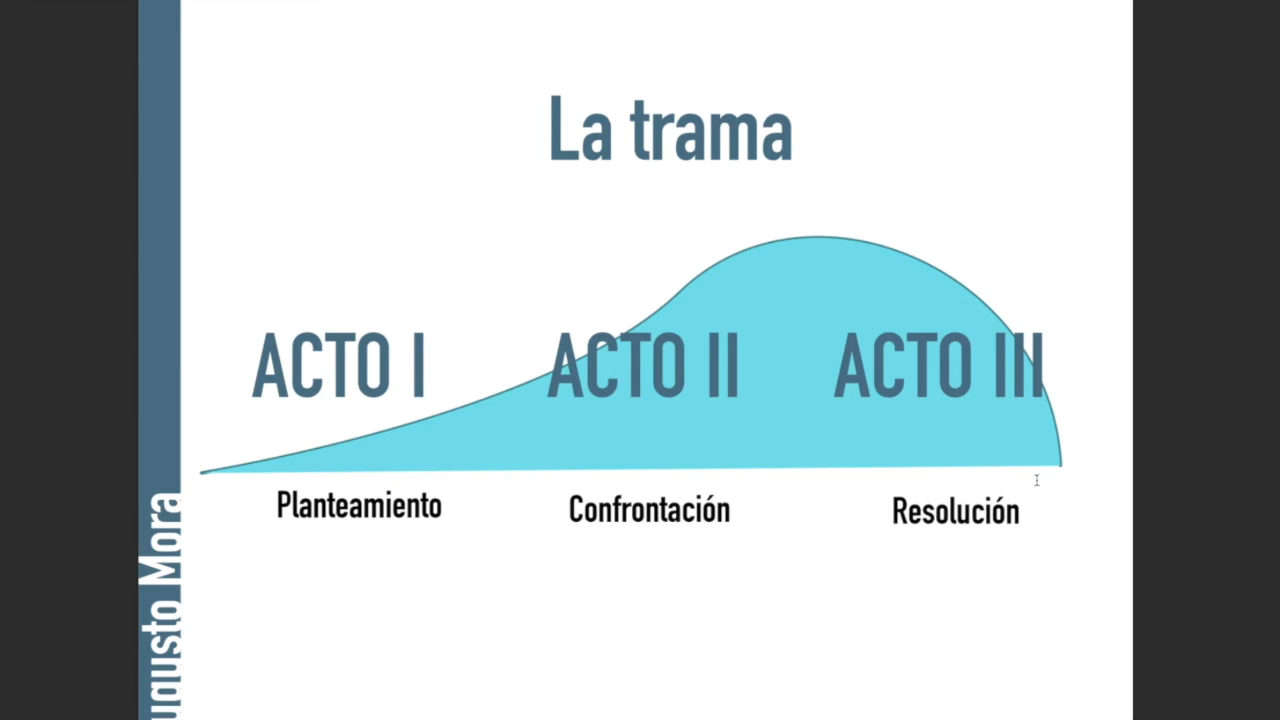 La trama
ACTO I ACTO II ACTO III
Planteamiento Confrontación Resolución
Mora